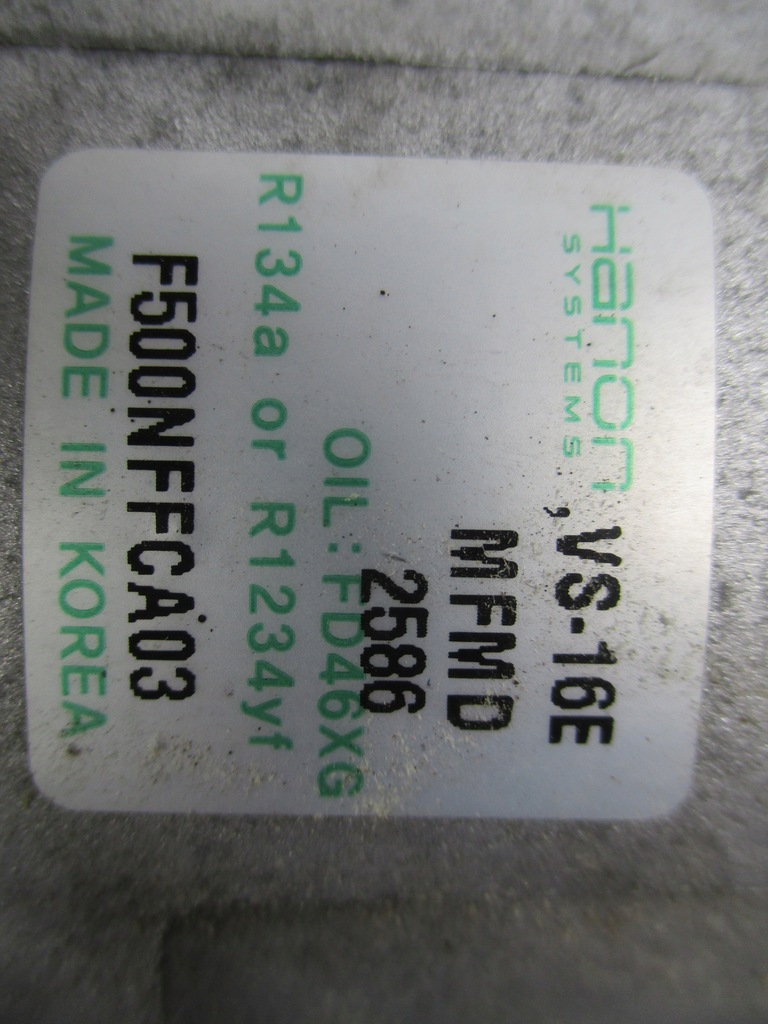 Hanon
SYSTEMS
,VS-16E
MFMD
2586
OIL:FD46XG
R134a or R1234yf
F500NFFCA03
MADE IN KOREA